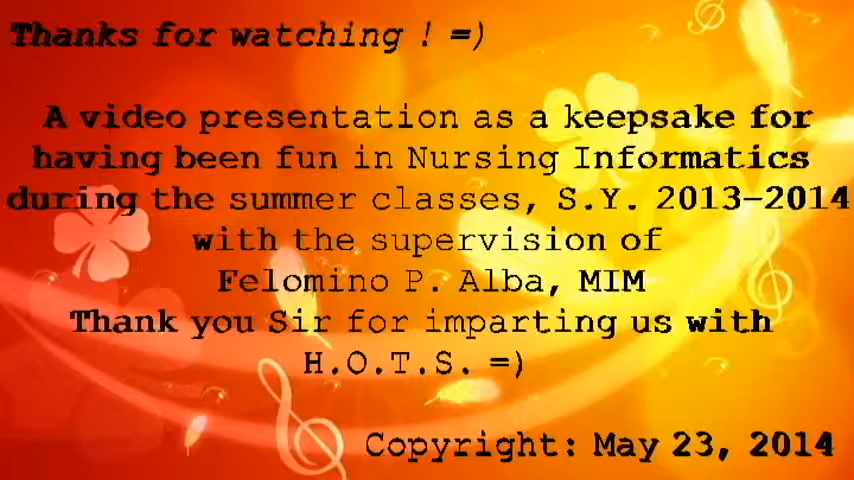 Thanks for watching ! =)
A video presentation as a keepsake for
having been fun in Nursing Informatics
during the summer classes, S.Y. 2013-2014
with the supervision of
Felomino P. Alba, MIM
Thank you Sir for imparting us with
H.O.T.S. =)
Copyright: May 23, 2014